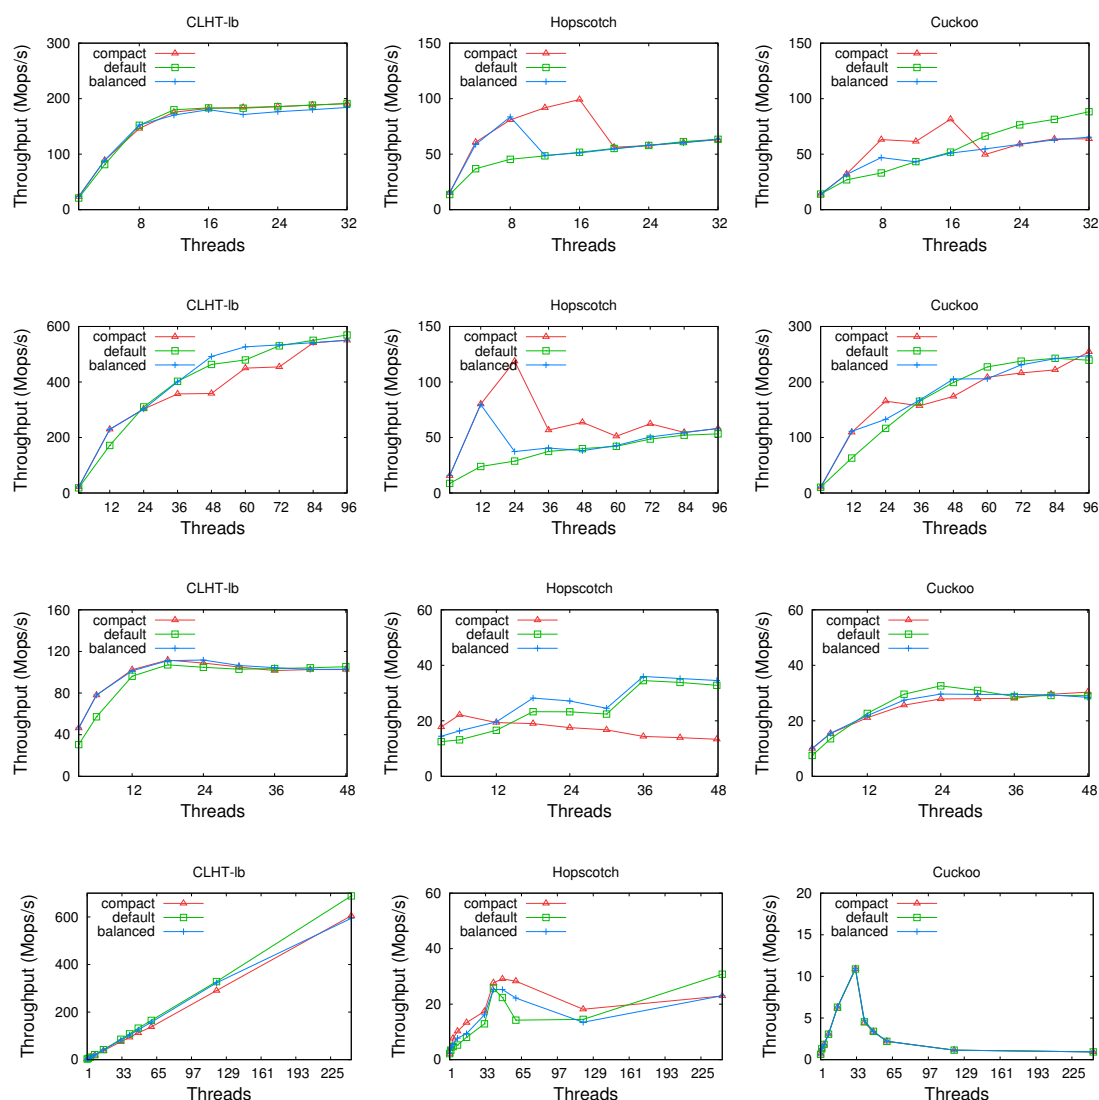 CLHT-lb
Throughput (Mops/s)
300
200
100
0
compact
default
balanced
8 16 24 32
Threads
Hopscotch
Throughput (Mops/s)
150
100
50
0
compact
default
balanced
8 16 24 32
Threads
Cuckoo
Throughput (Mops/s)
150
100
50
0
compact
default
balanced
8 16 24 32
Threads
CLHT-lb
Throughput (Mops/s)
600
400
200
0
compact
default
balanced
12 24 36 48 60 72 84 96
Threads
Hopscotch
Throughput (Mops/s)
150
100
50
0
compact
default
balanced
12 24 36 48 60 72 84 96
Threads
Cuckoo
Throughput (Mops/s)
300
200
100
0
compact
default
balanced
12 24 36 48 60 72 84 96
Threads
CLHT-lb
Throughput (Mops/s)
160
120
80
40
0
compact
default
balanced
12 24 36 48
Threads
Hopscotch
Throughput (Mops/s)
60
40
20
0
compact
default
balanced
12 24 36 48
Threads
Cuckoo
Throughput (Mops/s)
60
40
20
0
compact
default
balanced
12 24 36 48
Threads
CLHT-lb
Throughput (Mops/s)
600
400
200
0
compact
default
balanced
1 33 65 97 129 161 193 225
Threads
Hopscotch
Throughput (Mops/s)
60
40
20
0
compact
default
balanced
1 33 65 97 129 161 193 225
Threads
Cuckoo
Throughput (Mops/s)
20
15
10
5
0
compact
default
balanced
1 33 65 97 129 161 193 225
Threads